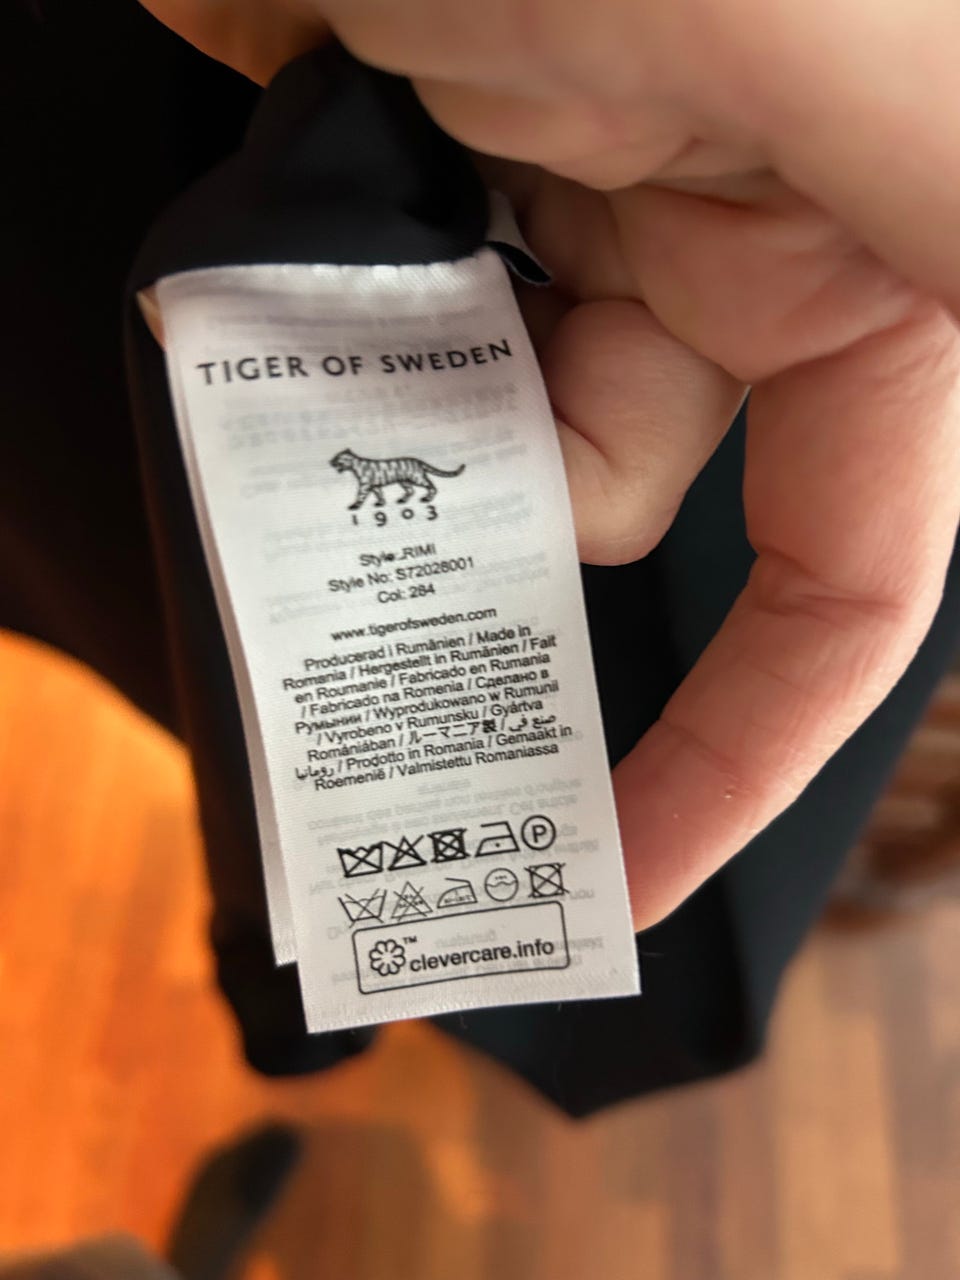 TIGER OF SWEDEN
1903
Style: RIMI
Style No: S72028001
Col: 284
www.tigerofsweden.com
Producerad i Rumänien / Made in
Romania / Hergestellt in Rumänien / Fait
en Roumanie / Fabricado en Rumania
/ Fabricado na Romenia / Сделано в
Румынии / Wyprodukowano w Rumunii
/ Vyrobeno v Rumunsku / Gyártva
Romániában / ルーマニア製 / صنع في
رومانيا / Prodotto in Romania / Gemaakt in
Roemenië / Valmistettu Romaniassa
P
TM
clevercare.info